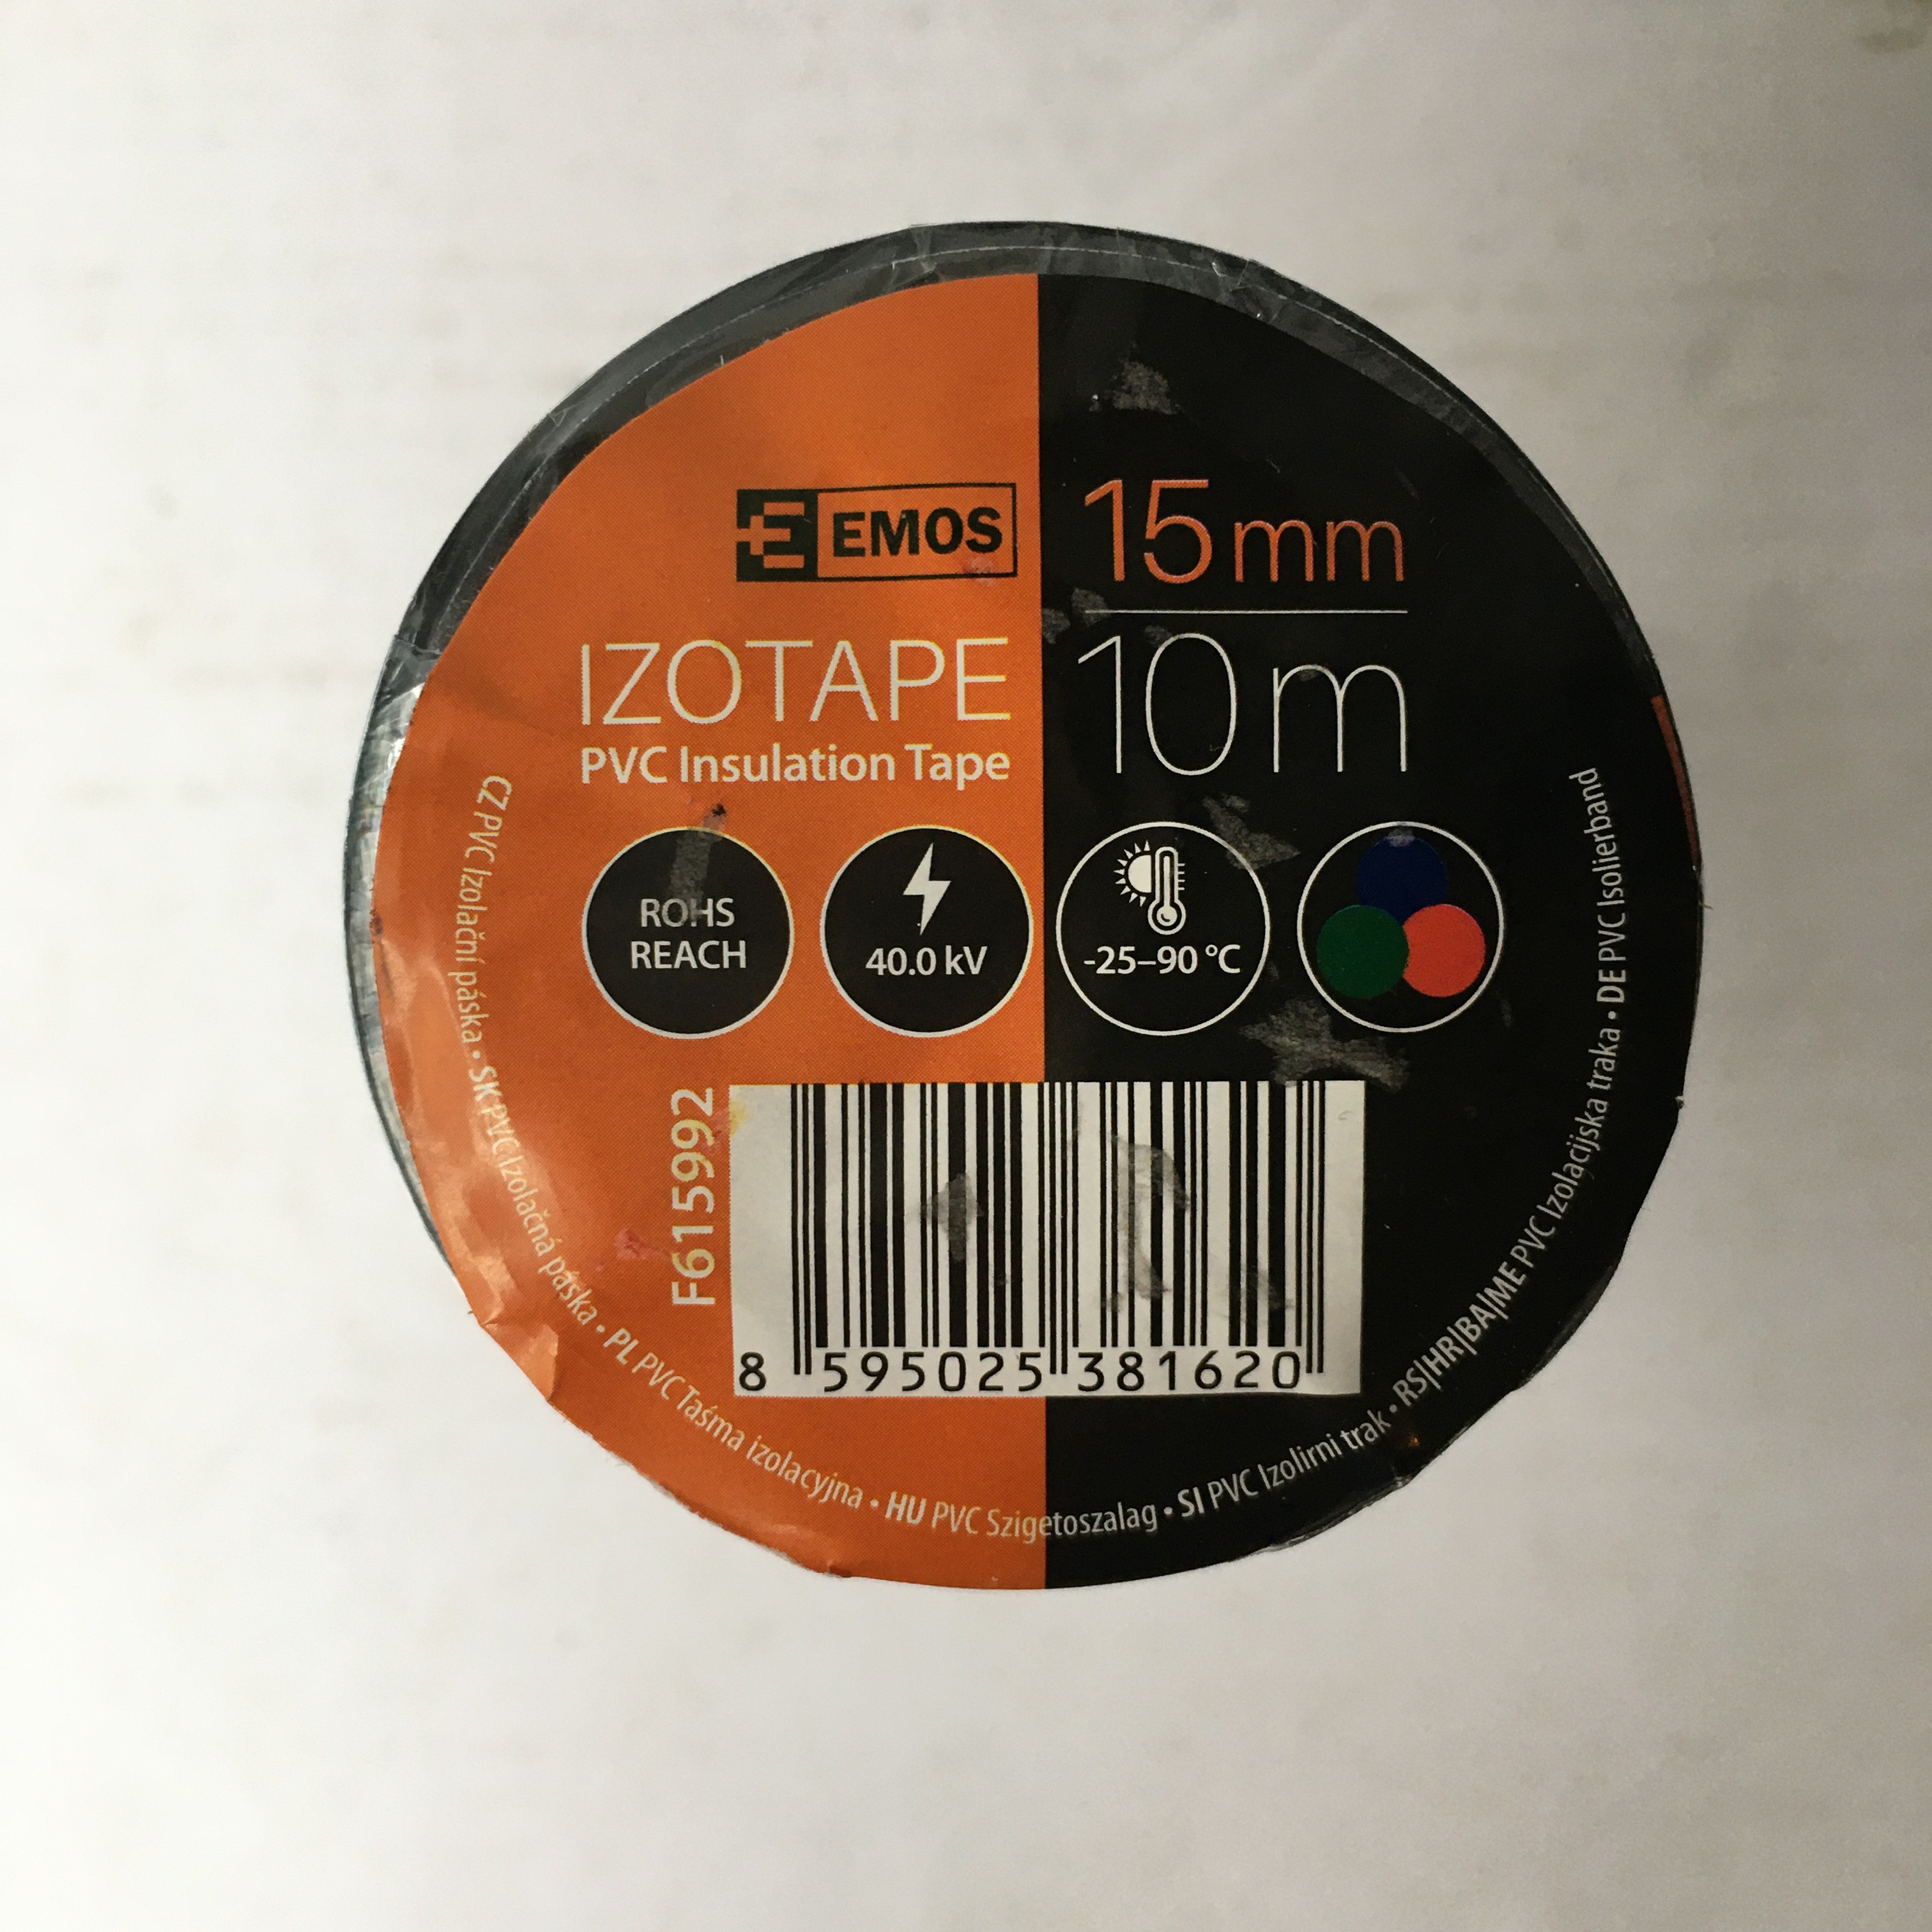 EMOS
IZOTAPE
PVC Insulation Tape
15 mm
10 m
ROHS
REACH
40.0 kV
-25–90 °C
F615992
8 595025 381620
CZ PVC Izolační páska • SK PVC Izolačná páska • PL PVC Taśma izolacyjna • HU PVC Szigetoszalag • SI PVC Izolirni trak • RS|HR|BA|ME PVC Izolacijska traka • DE PVC Isolierband